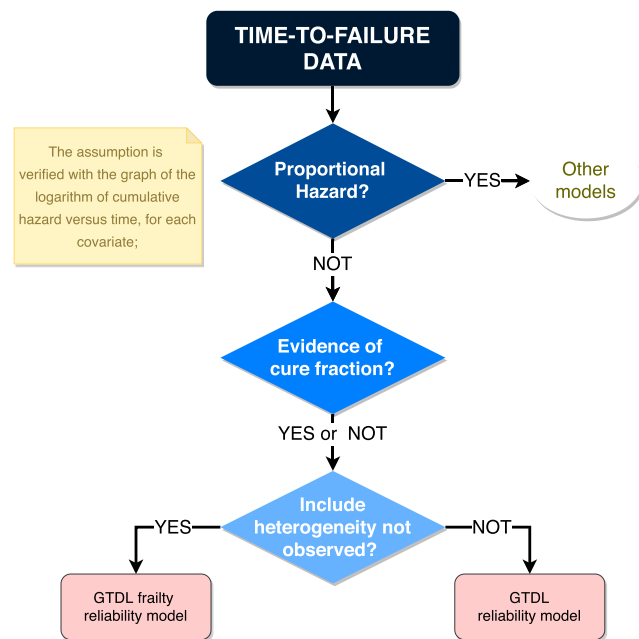 TIME-TO-FAILURE
DATA
The assumption is
verified with the graph of the
logarithm of cumulative
hazard versus time, for each
covariate;
Proportional
Hazard?
YES
Other
models
NOT
Evidence of
cure fraction?
YES or NOT
Include
heterogeneity not
observed?
YES
NOT
GTDL frailty
reliability model
GTDL
reliability model